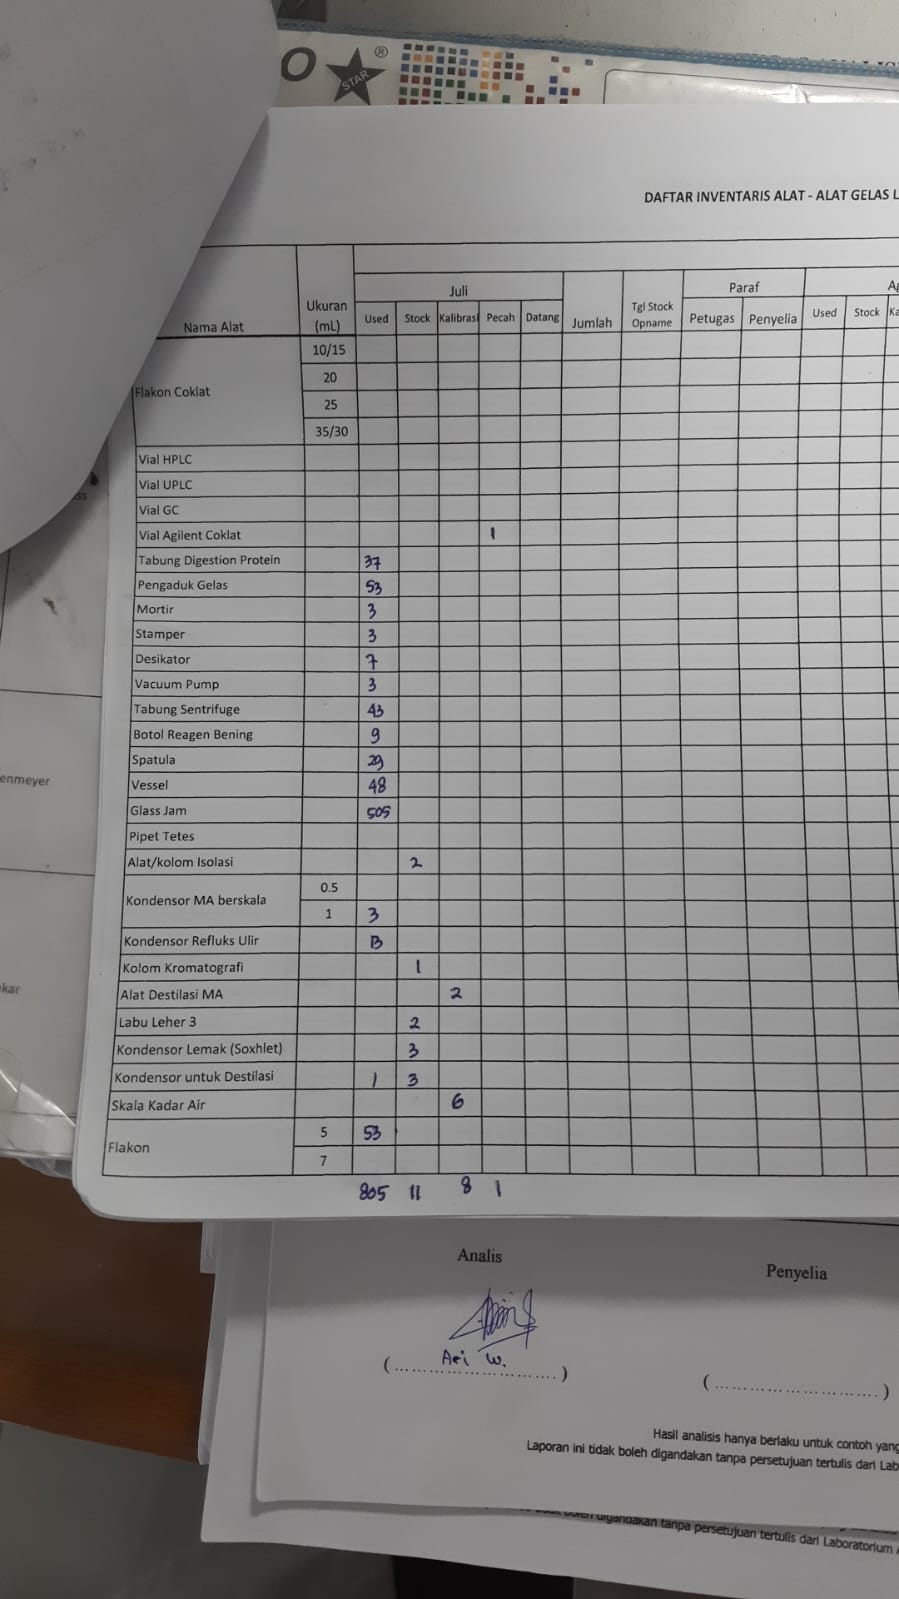 O ®
STAR
DAFTAR INVENTARIS ALAT - ALAT GELAS L
Nama Alat Ukuran (mL) Juli Jumlah Tgl Stock Opname Paraf Ag
Used Stock Kalibrasi Pecah Datang Petugas Penyelia Used Stock Ka
Flakon Coklat 10/15
20
25
35/30
Vial HPLC
Vial UPLC
Vial GC
Vial Agilent Coklat 1
Tabung Digestion Protein 37
Pengaduk Gelas 53
Mortir 3
Stamper 3
Desikator 7
Vacuum Pump 3
Tabung Sentrifuge 43
Botol Reagen Bening 9
Spatula 29
Vessel 48
Glass Jam 505
Pipet Tetes
Alat/kolom Isolasi 2
Kondensor MA berskala 0.5
1 3
Kondensor Refluks Ulir
Kolom Kromatografi 1
Alat Destilasi MA 2
Labu Leher 3 2
Kondensor Lemak (Soxhlet) 3
Kondensor untuk Destilasi 1 3
Skala Kadar Air 6
Flakon 5 53
7
805 11 8 1
enmeyer
kar
Analis Penyelia
Ari W.
(..............................) (..............................)
Hasil analisis hanya berlaku untuk contoh yang
Laporan ini tidak boleh digandakan tanpa persetujuan tertulis dari Lab
digandakan tanpa persetujuan tertulis dari Laboratorium A